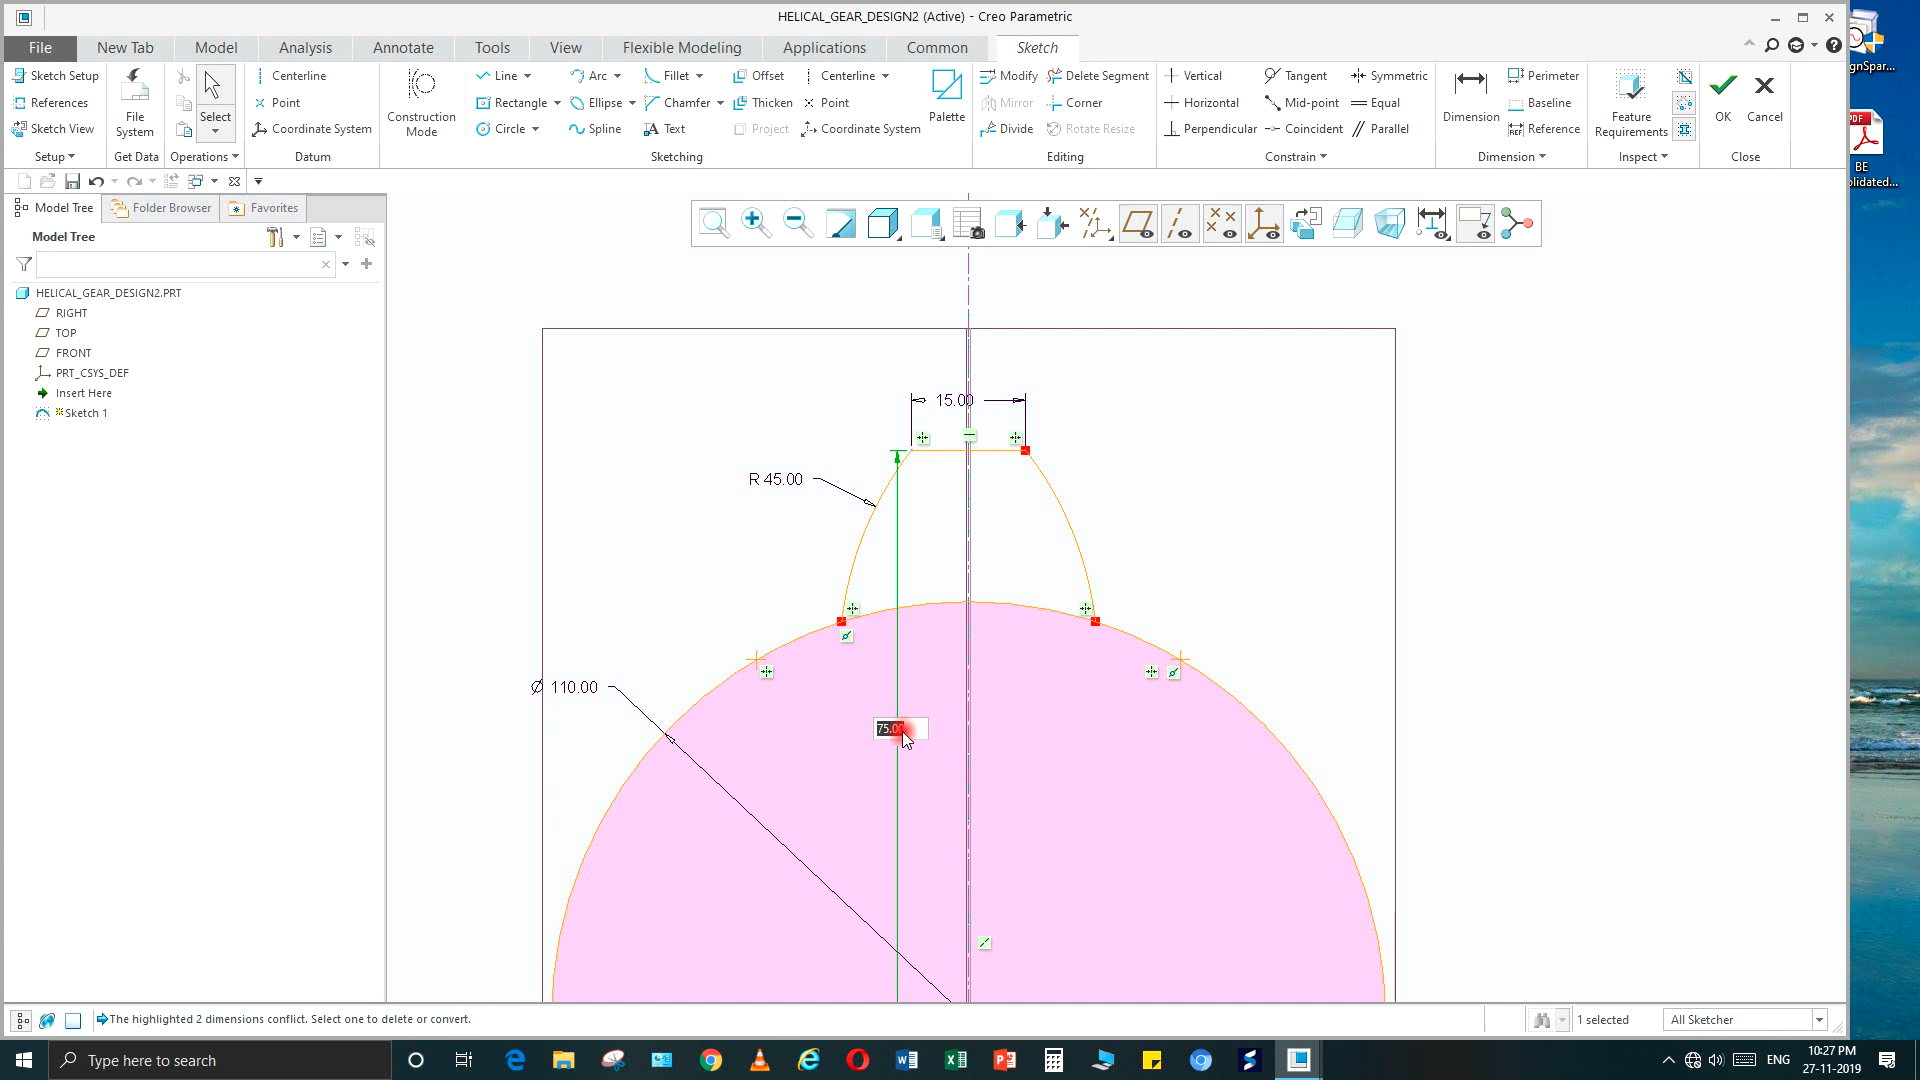 HELICAL_GEAR_DESIGN2 (Active) - Creo Parametric
File New Tab Model Analysis Annotate Tools View Flexible Modeling Applications Common Sketch
Sketch Setup Centerline Line Arc Fillet Offset Centerline Modify Delete Segment Vertical Tangent Symmetric Perimeter
References Point Rectangle Ellipse Chamfer Thicken Point Mirror Corner Horizontal Mid-point Equal Baseline
File System Select Construction Mode Palette Dimension Feature Requirements OK Cancel
Sketch View Coordinate System Circle Spline Text Project Coordinate System Divide Rotate Resize Perpendicular Coincident Parallel REF Reference
Setup Get Data Operations Datum Sketching Editing Constrain Dimension Inspect Close
Model Tree Folder Browser Favorites
Model Tree
HELICAL_GEAR_DESIGN2.PRT
RIGHT
TOP
FRONT
PRT_CSYS_DEF
Insert Here
Sketch 1
15.00
R 45.00
Ø 110.00
75.00
The highlighted 2 dimensions conflict. Select one to delete or convert.
1 selected All Sketcher
Type here to search
ENG
10:27 PM
27-11-2019
gnSpar...
PDF
BE
olidated...